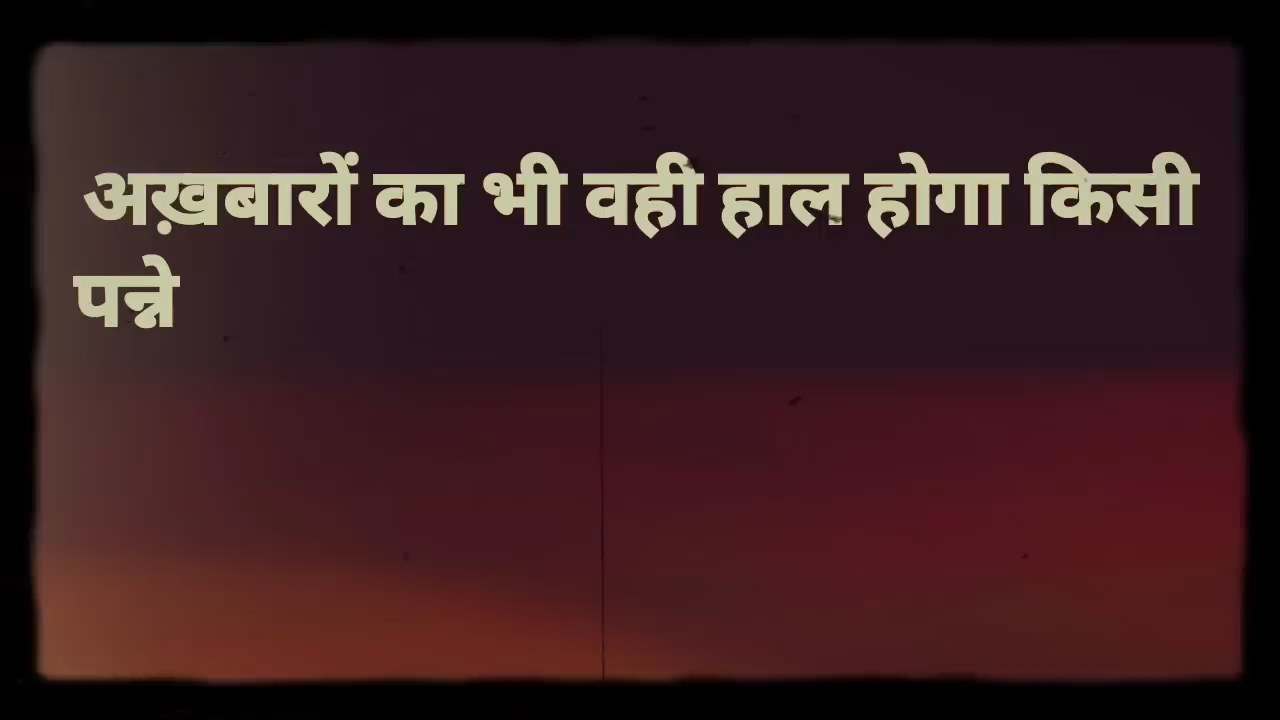 अख़बारों का भी वही हाल होगा किसी
पन्ने